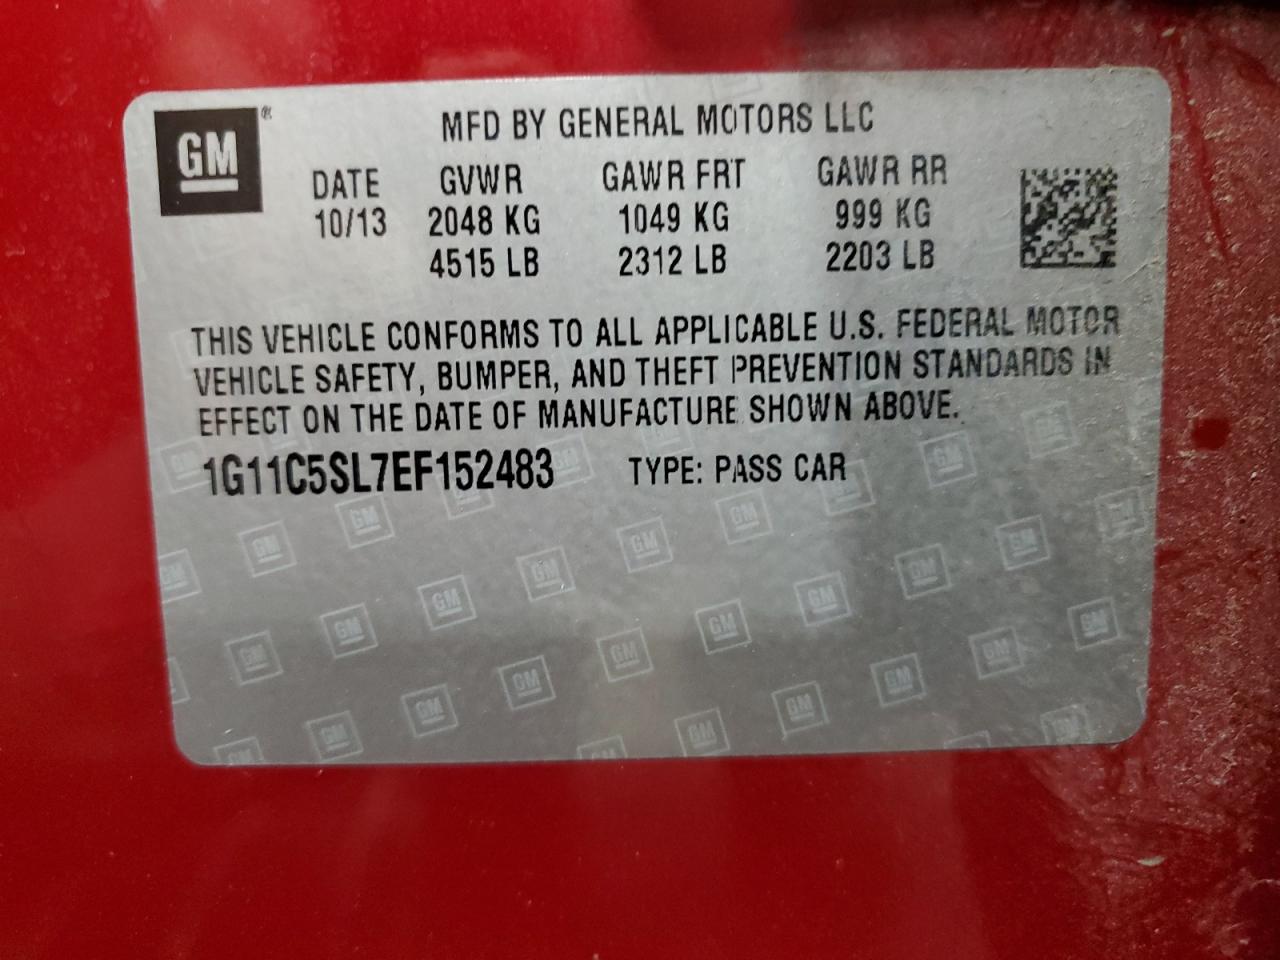 GM®
MFD BY GENERAL MOTORS LLC
DATE GVWR GAWR FRT GAWR RR
10/13 2048 KG 1049 KG 999 KG
4515 LB 2312 LB 2203 LB
THIS VEHICLE CONFORMS TO ALL APPLICABLE U.S. FEDERAL MOTOR
VEHICLE SAFETY, BUMPER, AND THEFT PREVENTION STANDARDS IN
EFFECT ON THE DATE OF MANUFACTURE SHOWN ABOVE.
1G11C5SL7EF152483 TYPE: PASS CAR